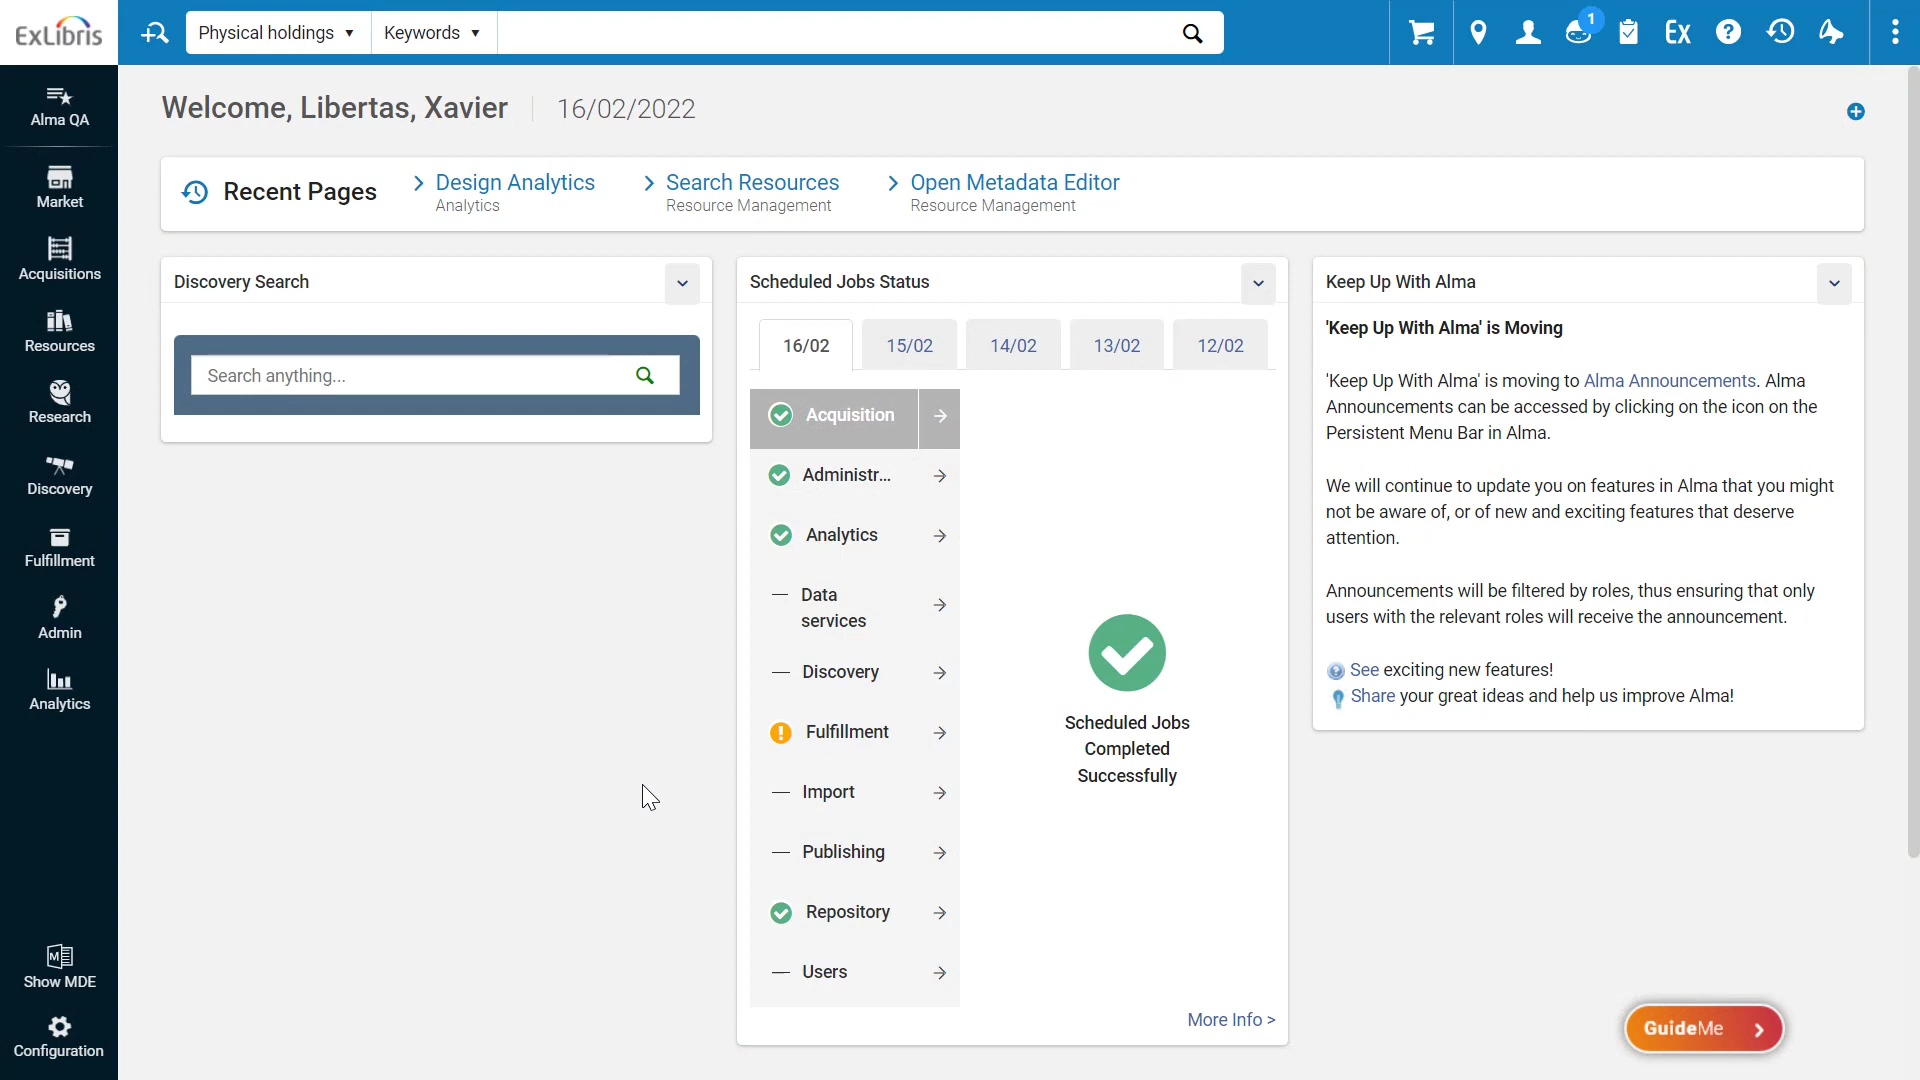 ExLibris
Physical holdings
Keywords
1
Ex
Alma QA
Market
Acquisitions
Resources
Research
Discovery
Fulfillment
Admin
Analytics
Show MDE
Configuration
Welcome, Libertas, Xavier
16/02/2022
Recent Pages
Design Analytics
Analytics
Search Resources
Resource Management
Open Metadata Editor
Resource Management
Discovery Search
Search anything...
Scheduled Jobs Status
16/02
15/02
14/02
13/02
12/02
Acquisition
Administr...
Analytics
Data
services
Discovery
Fulfillment
Import
Publishing
Repository
Users
Scheduled Jobs
Completed
Successfully
More Info >
Keep Up With Alma
'Keep Up With Alma' is Moving
'Keep Up With Alma' is moving to Alma Announcements. Alma
Announcements can be accessed by clicking on the icon on the
Persistent Menu Bar in Alma.
We will continue to update you on features in Alma that you might
not be aware of, or of new and exciting features that deserve
attention.
Announcements will be filtered by roles, thus ensuring that only
users with the relevant roles will receive the announcement.
See exciting new features!
Share your great ideas and help us improve Alma!
GuideMe